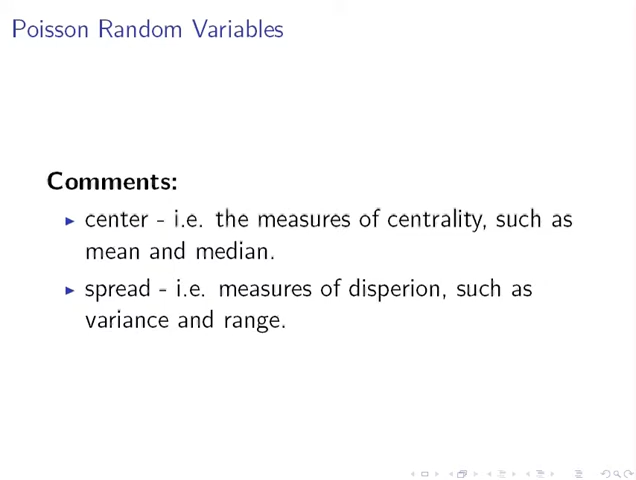 Poisson Random Variables
Comments:
center - i.e. the measures of centrality, such as
mean and median.
spread - i.e. measures of disperion, such as
variance and range.